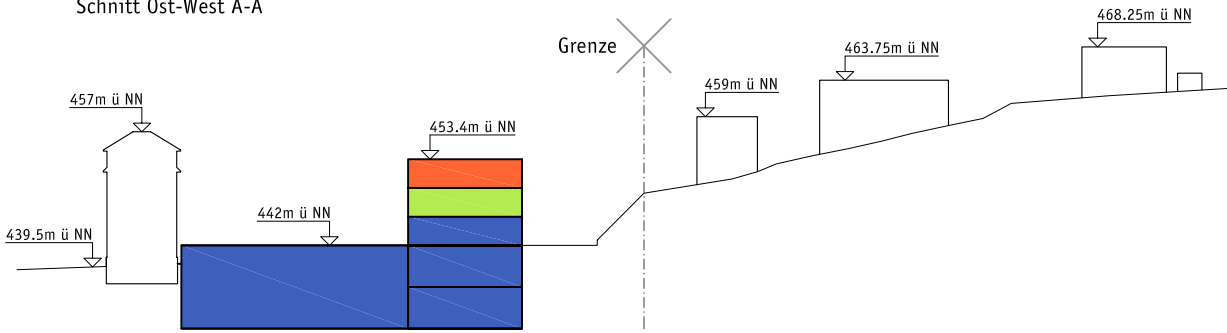 Schnitt Ost-West A-A
468.25m ü NN
Grenze
463.75m ü NN
459m ü NN
457m ü NN
453.4m ü NN
442m ü NN
439.5m ü NN